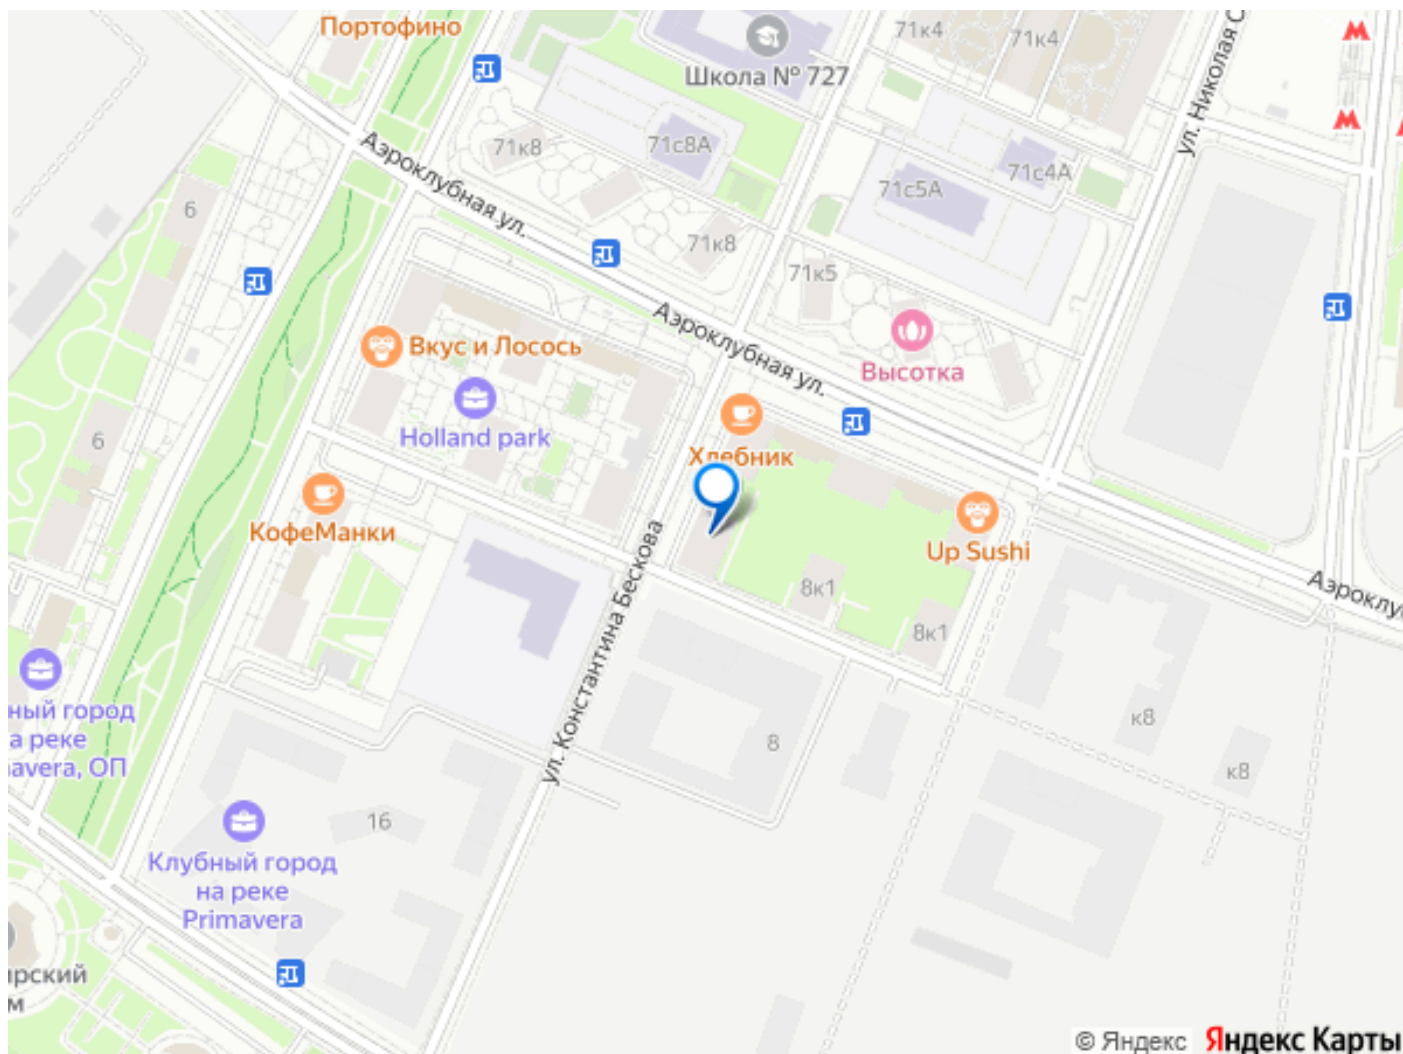 Портофино
Школа № 727
71к4
71к4
ул. Николая С
71к8
71с8А
71с4А
71с5А
Аэроклубная ул.
6
71к8
71к5
Аэроклубная ул.
Вкус и Лосось
Высотка
Holland park
6
Хлебник
КофеМанки
Up Sushi
ул. Константина Бескова
8к1
Аэроклу
8к1
ный город
а реке
avera, ОП
к8
8
к8
16
Клубный город
на реке
Primavera
рский
м
© Яндекс Яндекс Карты